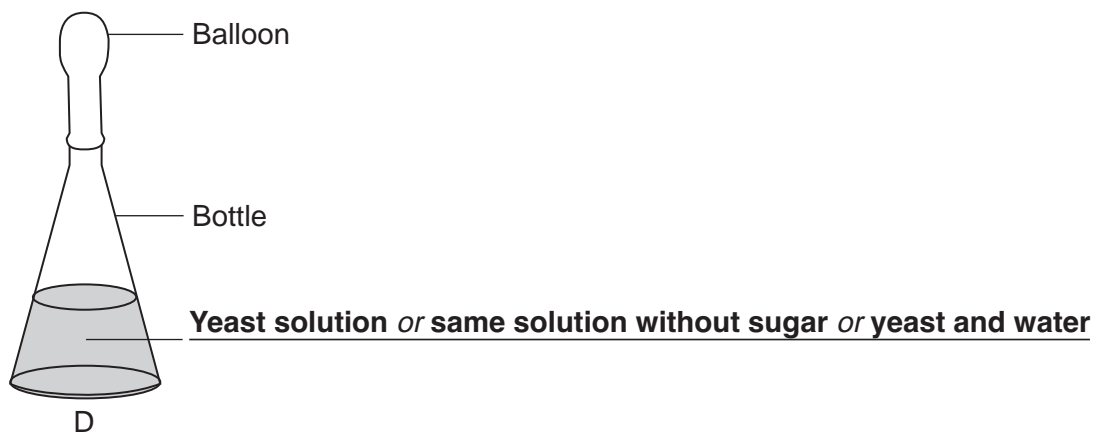 Balloon
Bottle
Yeast solution or same solution without sugar or yeast and water
D